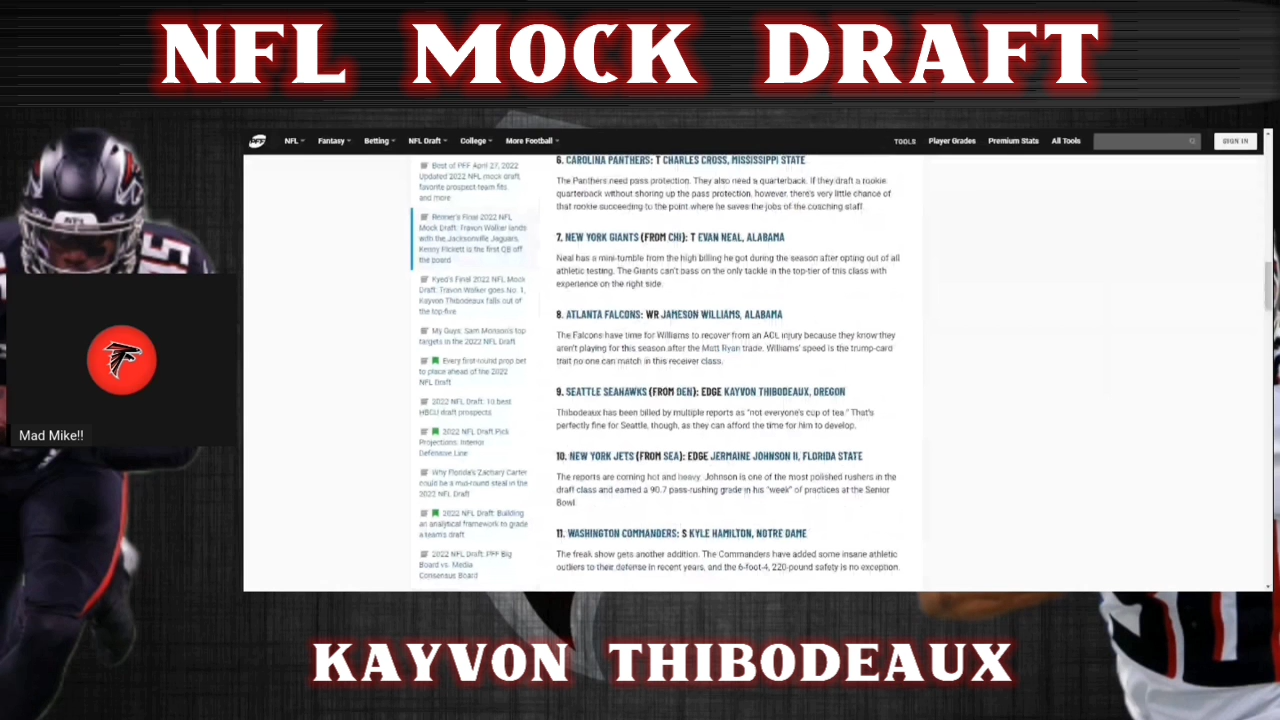 NFL MOCK DRAFT
PFF NFL Fantasy Betting NFL Draft College More Football TOOLS Player Grades Premium Stats All Tools SIGN IN
Best of PFF April 27, 2022
Updated 2022 NFL mock draft,
favorite prospect team fits
and more
Renner's Final 2022 NFL
Mock Draft: Travon Walker lands
with the Jacksonville Jaguars,
Kenny Pickett is the first QB off
the board
Kyed's Final 2022 NFL Mock
Draft: Travon Walker goes No. 1,
Kayvon Thibodeaux falls out of
the top-five
My Guys: Sam Monson's top
targets in the 2022 NFL Draft
Every first-round prop bet
to place ahead of the 2022
NFL Draft
2022 NFL Draft: 10 best
HBCU draft prospects
2022 NFL Draft Pick
Projections: Interior
Defensive Line
Why Florida's Zachary Carter
could be a mid-round steal in the
2022 NFL Draft
2022 NFL Draft: Building
an analytical framework to grade
a team's draft
2022 NFL Draft: PFF Big
Board vs. Media
Consensus Board
6. CAROLINA PANTHERS: T CHARLES CROSS, MISSISSIPPI STATE
The Panthers need pass protection. They also need a quarterback. If they draft a rookie
quarterback without shoring up the pass protection, however, there's very little chance of
that rookie succeeding to the point where he saves the jobs of the coaching staff.
7. NEW YORK GIANTS (FROM CHI): T EVAN NEAL, ALABAMA
Neal has a mini-tumble from the high billing he got during the season after opting out of all
athletic testing. The Giants can't pass on the only tackle in the top-tier of this class with
experience on the right side.
8. ATLANTA FALCONS: WR JAMESON WILLIAMS, ALABAMA
The Falcons have time for Williams to recover from an ACL injury because they know they
aren't playing for this season after the Matt Ryan trade. Williams' speed is the trump-card
trait no one can match in this receiver class.
9. SEATTLE SEAHAWKS (FROM DEN): EDGE KAYVON THIBODEAUX, OREGON
Thibodeaux has been billed by multiple reports as "not everyone's cup of tea." That's
perfectly fine for Seattle, though, as they can afford the time for him to develop.
10. NEW YORK JETS (FROM SEA): EDGE JERMAINE JOHNSON II, FLORIDA STATE
The reports are coming hot and heavy. Johnson is one of the most polished rushers in the
draft class and earned a 90.7 pass-rushing grade in his "week" of practices at the Senior
Bowl.
11. WASHINGTON COMMANDERS: S KYLE HAMILTON, NOTRE DAME
The freak show gets another addition. The Commanders have added some insane athletic
outliers to their defense in recent years, and the 6-foot-4, 220-pound safety is no exception.
Mad Mike!!
KAYVON THIBODEAUX